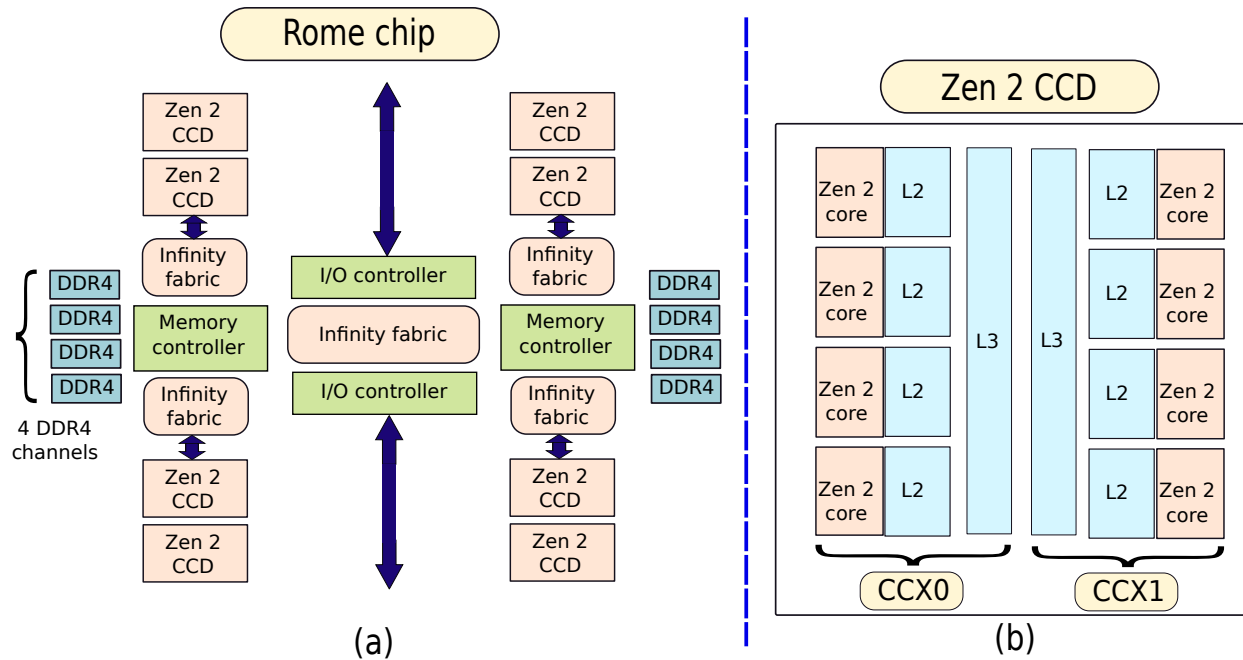 Rome chip
Zen 2
CCD
Zen 2
CCD
Infinity
fabric
DDR4
DDR4
DDR4
DDR4
4 DDR4
channels
Memory
controller
Infinity
fabric
Zen 2
CCD
Zen 2
CCD
I/O controller
Infinity fabric
I/O controller
Zen 2
CCD
Zen 2
CCD
Infinity
fabric
Memory
controller
DDR4
DDR4
DDR4
DDR4
Infinity
fabric
Zen 2
CCD
Zen 2
CCD
(a)
Zen 2 CCD
Zen 2
core
L2
Zen 2
core
L2
Zen 2
core
L2
Zen 2
core
L2
L3
L3
L2
Zen 2
core
L2
Zen 2
core
L2
Zen 2
core
L2
Zen 2
core
CCX0
CCX1
(b)